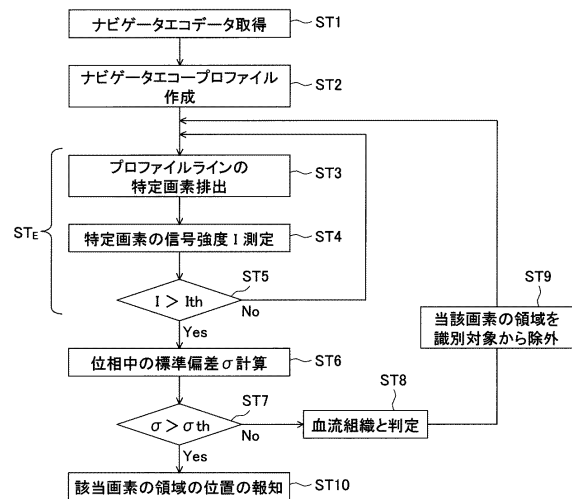 ナビゲータエコデータ取得
ST1
ナビゲータエコープロファイル
作成
ST2
プロファイルラインの
特定画素排出
ST3
STE
特定画素の信号強度 I 測定
ST4
ST5
I > Ith
No
Yes
ST9
当該画素の領域を
識別対象から除外
位相中の標準偏差σ計算
ST6
ST7
σ > σth
No
Yes
ST8
血流組織と判定
該当画素の領域の位置の報知
ST10